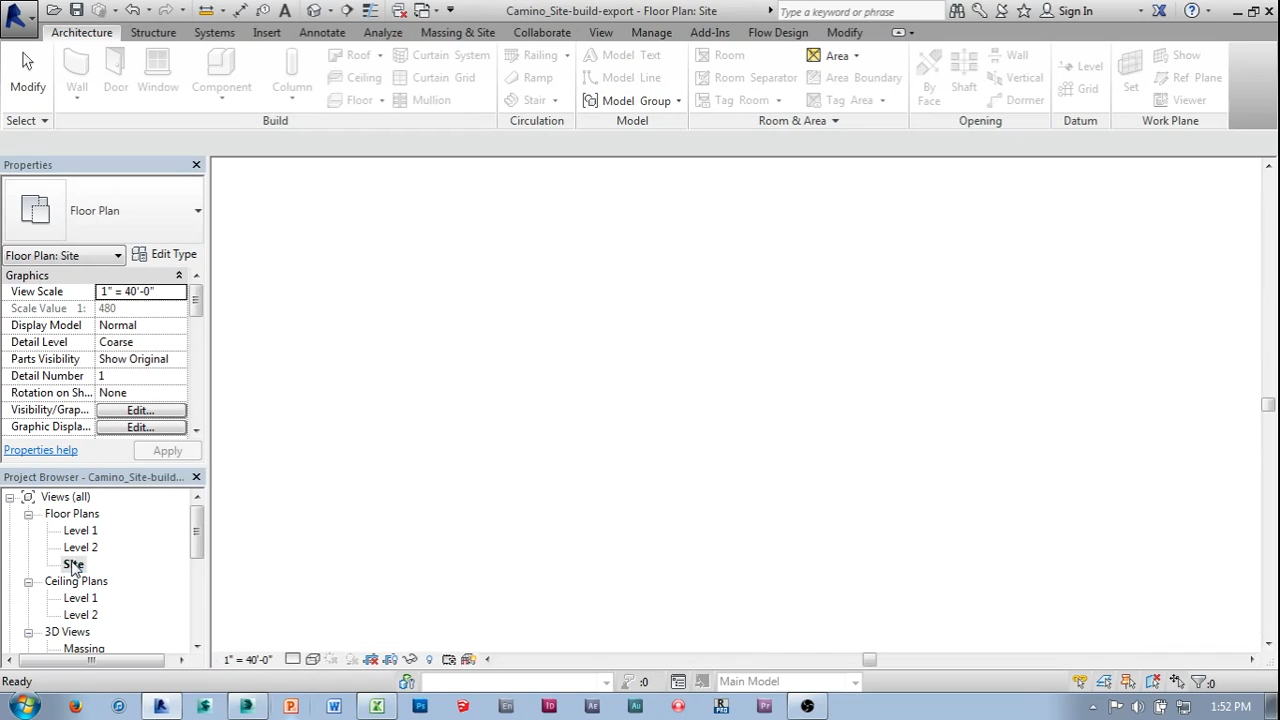 Camino_Site-build-export - Floor Plan: Site
Type a keyword or phrase
Sign In
Architecture Structure Systems Insert Annotate Analyze Massing & Site Collaborate View Manage Add-Ins Flow Design Modify
Modify
Wall Door Window Component Column
Roof Curtain System
Ceiling Curtain Grid
Floor Mullion
Railing
Ramp
Stair
Model Text
Model Line
Model Group
Room Area
Room Separator Area Boundary
Tag Room Tag Area
By Face Shaft
Wall
Vertical
Dormer
Level
Grid
Set
Show
Ref Plane
Viewer
Select Build Circulation Model Room & Area Opening Datum Work Plane
Properties
Floor Plan
Floor Plan: Site Edit Type
Graphics
View Scale 1" = 40'-0"
Scale Value 1: 480
Display Model Normal
Detail Level Coarse
Parts Visibility Show Original
Detail Number 1
Rotation on Sh... None
Visibility/Grap... Edit...
Graphic Displa... Edit...
Properties help Apply
Project Browser - Camino_Site-build...
Views (all)
Floor Plans
Level 1
Level 2
Site
Ceiling Plans
Level 1
Level 2
3D Views
Massing
1" = 40'-0"
Ready
:0
Main Model
:0
1:52 PM